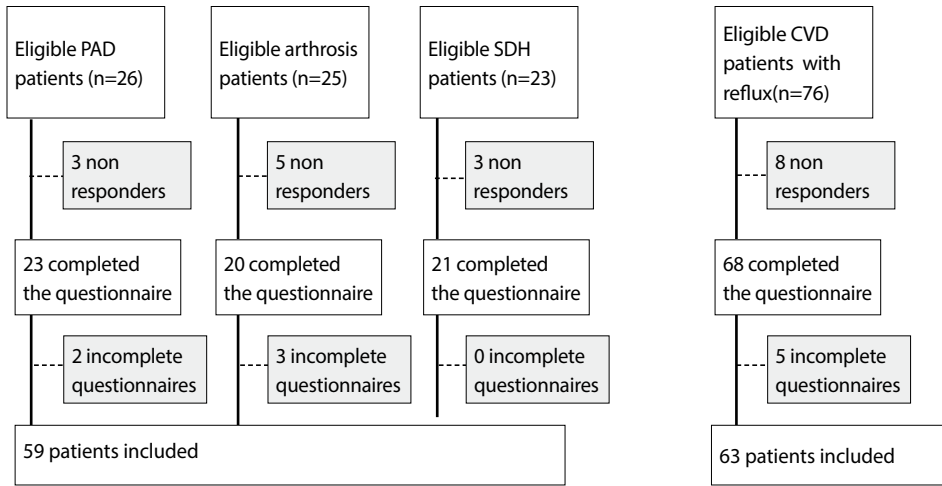 Eligible PAD
patients (n=26)
Eligible arthrosis
patients (n=25)
Eligible SDH
patients (n=23)
Eligible CVD
patients with
reflux(n=76)
3 non
responders
5 non
responders
3 non
responders
8 non
responders
23 completed
the questionnaire
20 completed
the questionnaire
21 completed
the questionnaire
68 completed
the questionnaire
2 incomplete
questionnaires
3 incomplete
questionnaires
0 incomplete
questionnaires
5 incomplete
questionnaires
59 patients included
63 patients included